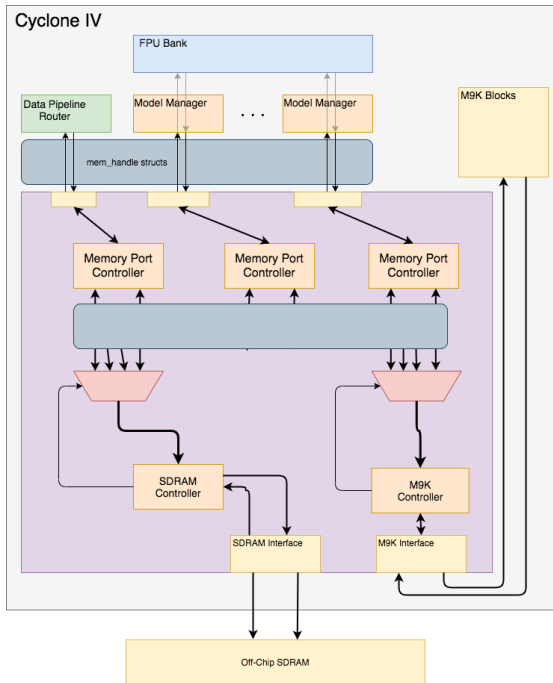 Cyclone IV
FPU Bank
Data Pipeline
Router
Model Manager
. . .
Model Manager
M9K Blocks
mem_handle structs
Memory Port
Controller
Memory Port
Controller
Memory Port
Controller
SDRAM
Controller
M9K
Controller
SDRAM Interface
M9K Interface
Off-Chip SDRAM